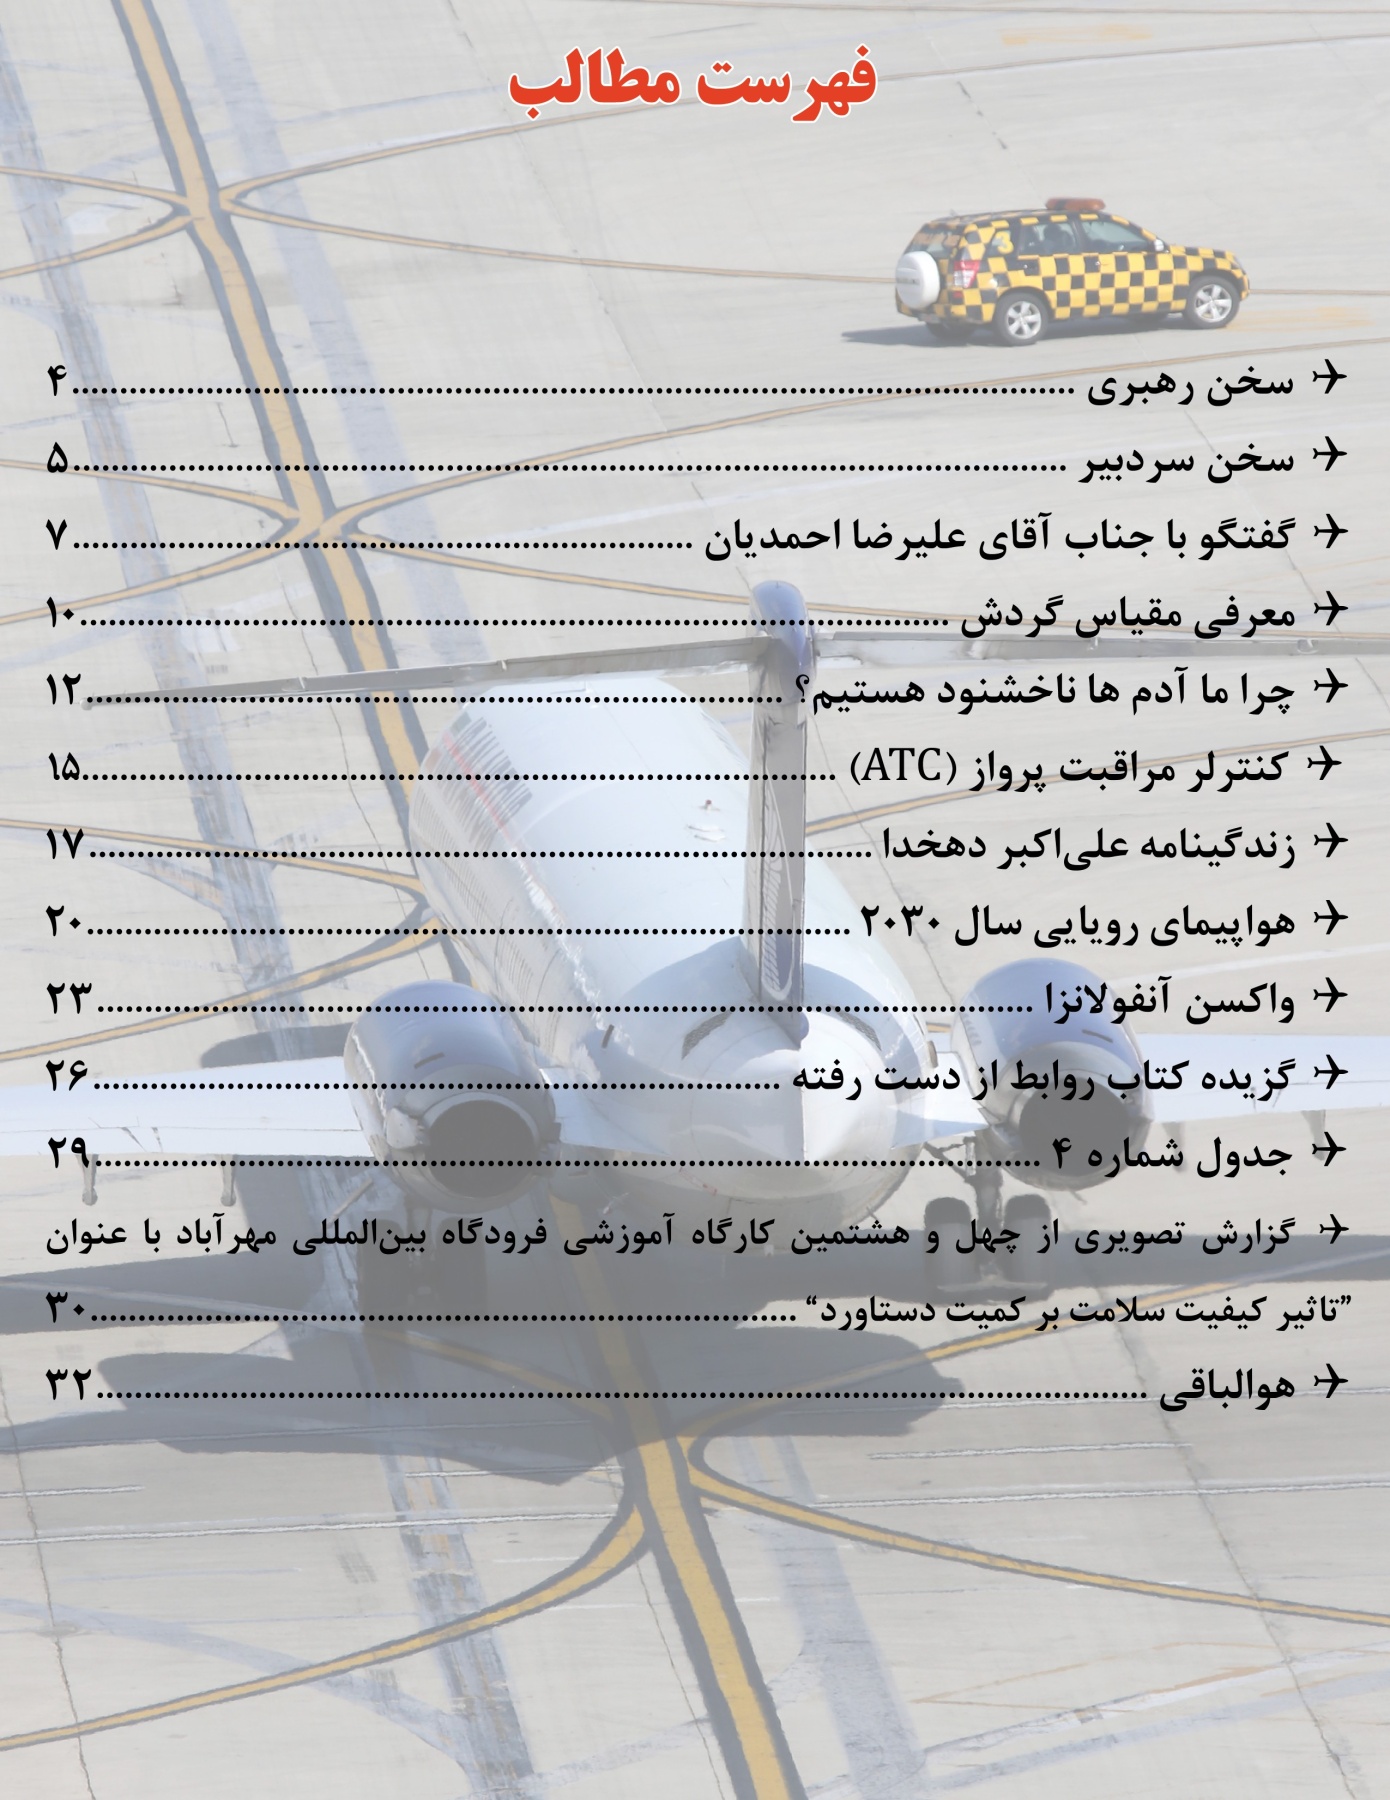 فهرست مطالب
سخن رهبری ........ ۴
سخن سردبیر ........ ۵
گفتگو با جناب آقای علیرضا احمدیان ........ ۷
معرفی مقیاس گردش ........ ۱۰
چرا ما آدم ها ناخشنود هستیم؟ ........ ۱۲
کنترلر مراقبت پرواز (ATC) ........ ۱۵
زندگینامه علی‌اکبر دهخدا ........ ۱۷
هواپیمای رویایی سال ۲۰۳۰ ........ ۲۰
واکسن آنفولانزا ........ ۲۳
گزیده کتاب روابط از دست رفته ........ ۲۶
جدول شماره ۴ ........ ۲۹
گزارش تصویری از چهل و هشتمین کارگاه آموزشی فرودگاه بین‌المللی مهرآباد با عنوان
”تاثیر کیفیت سلامت بر کمیت دستاورد“ ........ ۳۰
هوالباقی ........ ۳۲